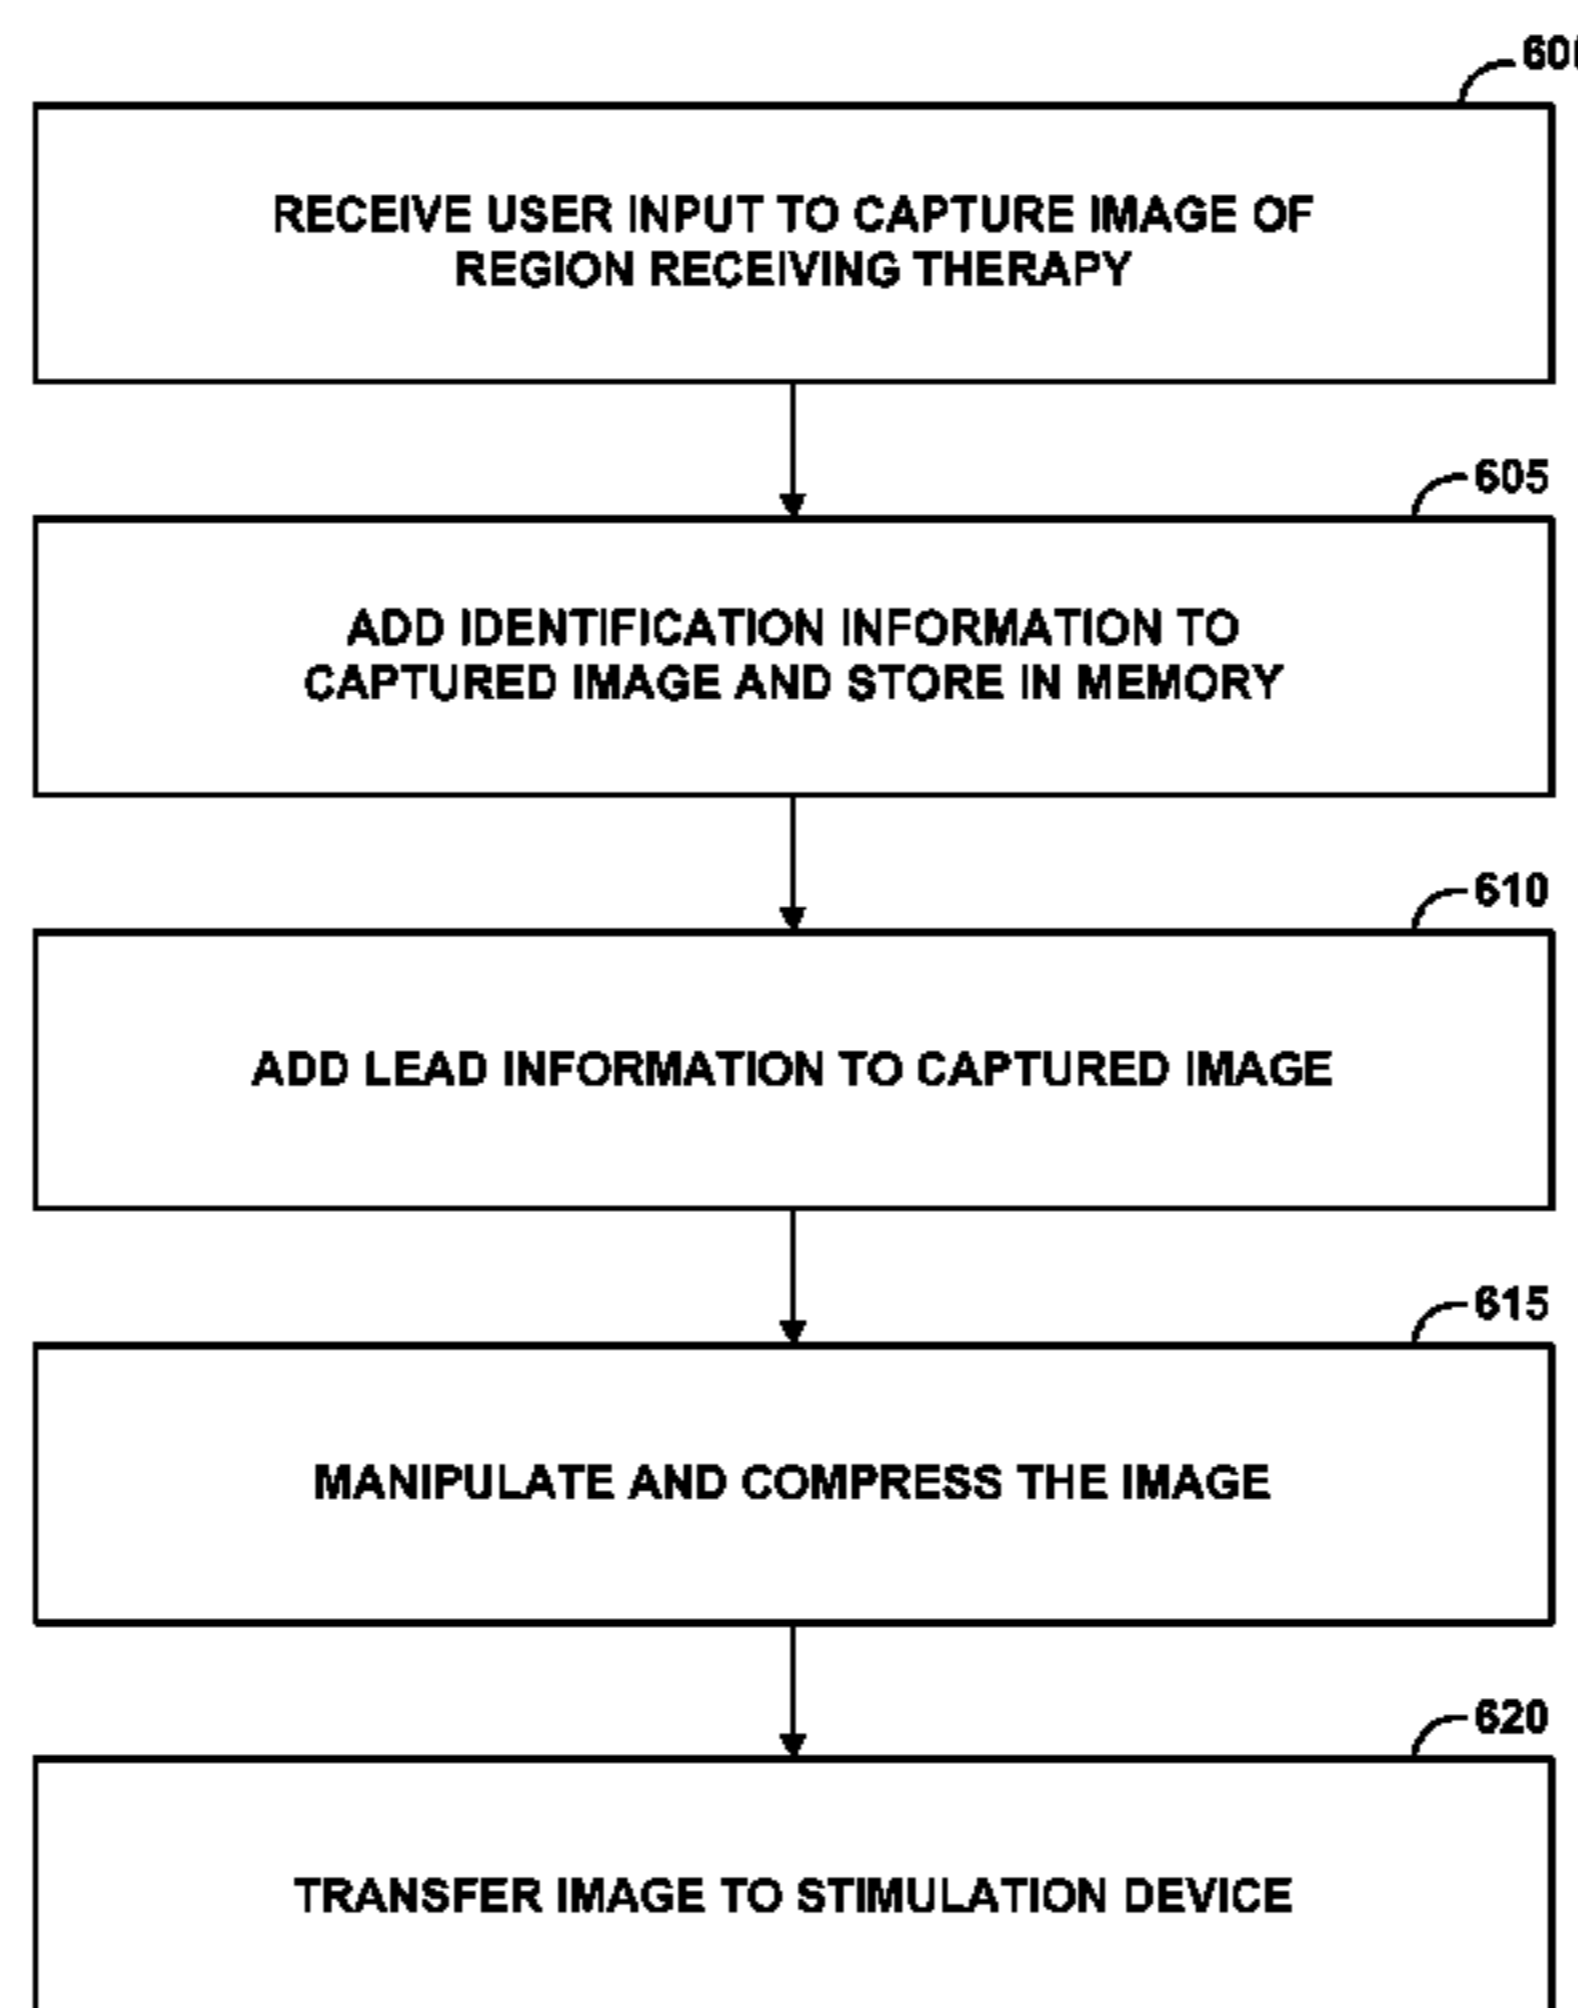 RECEIVE USER INPUT TO CAPTURE IMAGE OF
REGION RECEIVING THERAPY
605
ADD IDENTIFICATION INFORMATION TO
CAPTURED IMAGE AND STORE IN MEMORY
610
ADD LEAD INFORMATION TO CAPTURED IMAGE
615
MANIPULATE AND COMPRESS THE IMAGE
620
TRANSFER IMAGE TO STIMULATION DEVICE